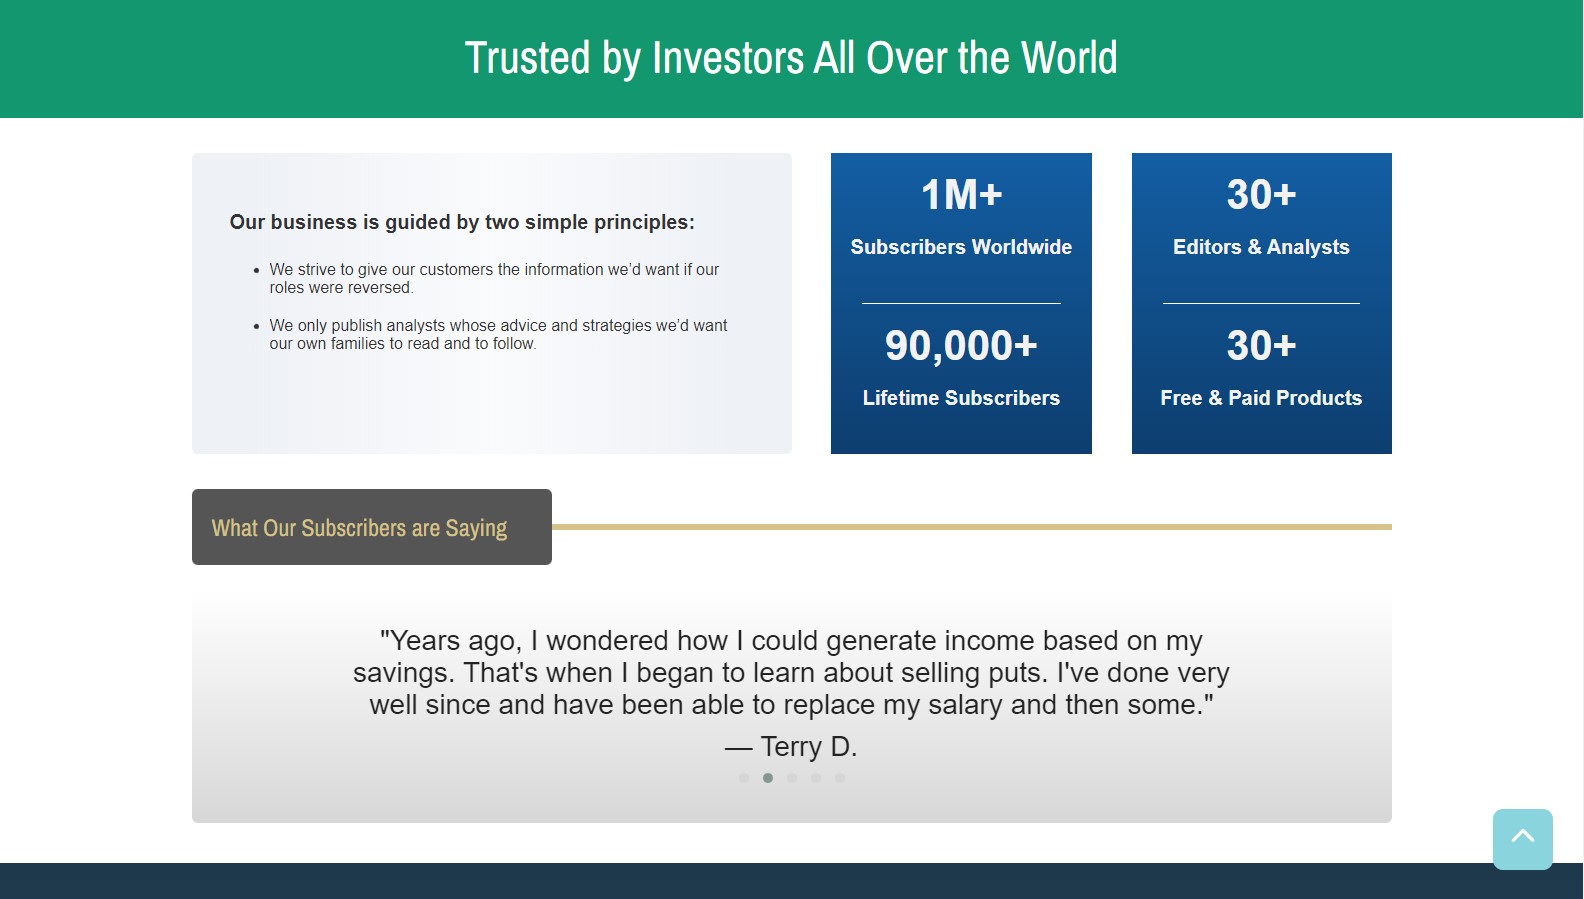 Trusted by Investors All Over the World
Our business is guided by two simple principles:
• We strive to give our customers the information we’d want if our
roles were reversed.
• We only publish analysts whose advice and strategies we’d want
our own families to read and to follow.
1M+
Subscribers Worldwide
90,000+
Lifetime Subscribers
30+
Editors & Analysts
30+
Free & Paid Products
What Our Subscribers are Saying
"Years ago, I wondered how I could generate income based on my
savings. That's when I began to learn about selling puts. I've done very
well since and have been able to replace my salary and then some."
— Terry D.